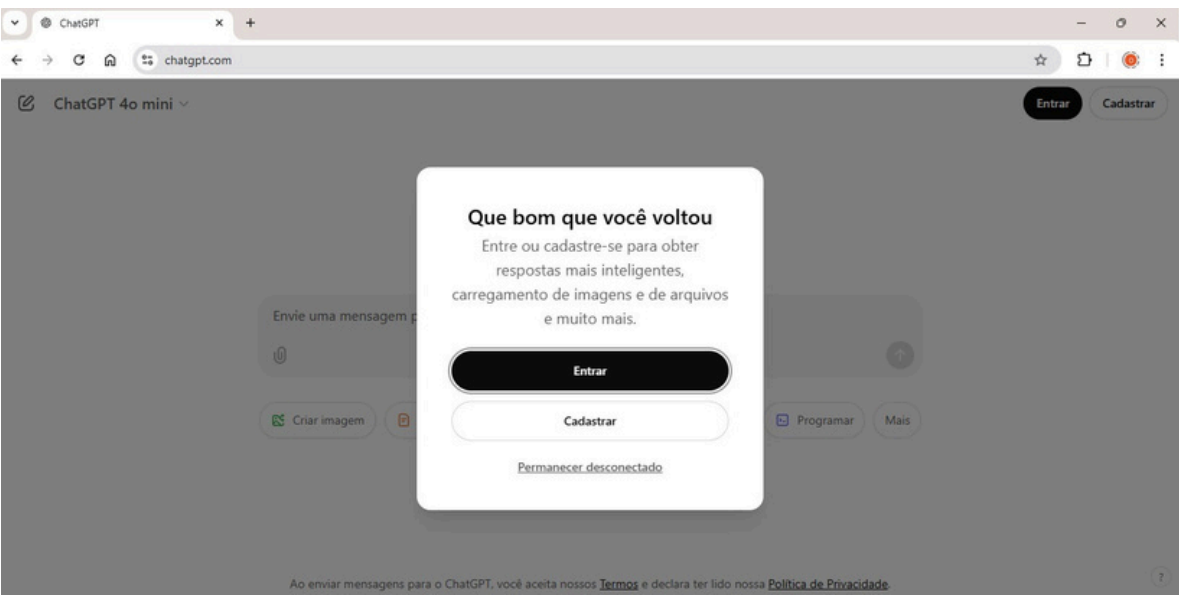 ChatGPT
chatgpt.com
ChatGPT 4o mini
Entrar
Cadastrar
Que bom que você voltou
Entre ou cadastre-se para obter
respostas mais inteligentes,
carregamento de imagens e de arquivos
e muito mais.
Envie uma mensagem p
Entrar
Criar imagem
Cadastrar
Programar
Mais
Permanecer desconectado
Ao enviar mensagens para o ChatGPT, você aceita nossos Termos e declara ter lido nossa Política de Privacidade.
?